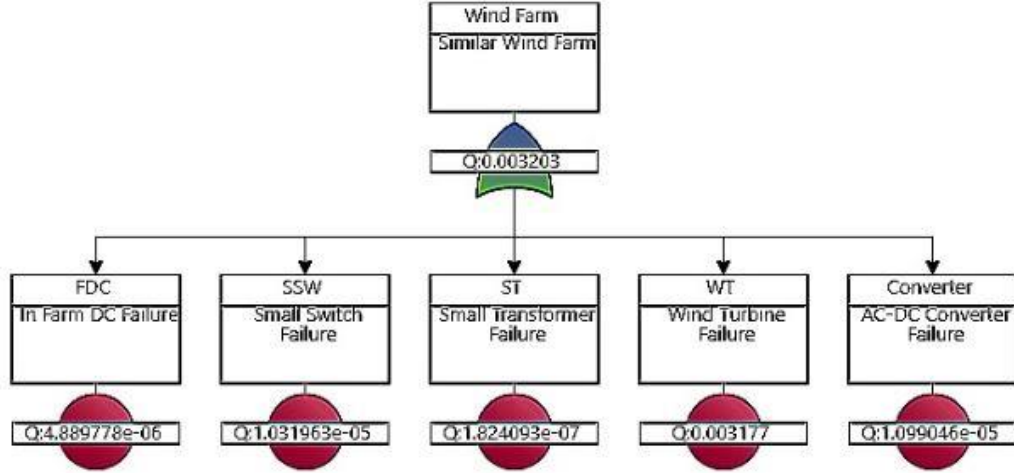 Wind Farm
Similar Wind Farm
Q:0.003203
FDC
In Farm DC Failure
Q:4.889778e-06
SSW
Small Switch
Failure
Q:1.031963e-05
ST
Small Transformer
Failure
Q:1.824093e-07
WT
Wind Turbine
Failure
Q:0.003177
Converter
AC-DC Converter
Failure
Q:1.099046e-05